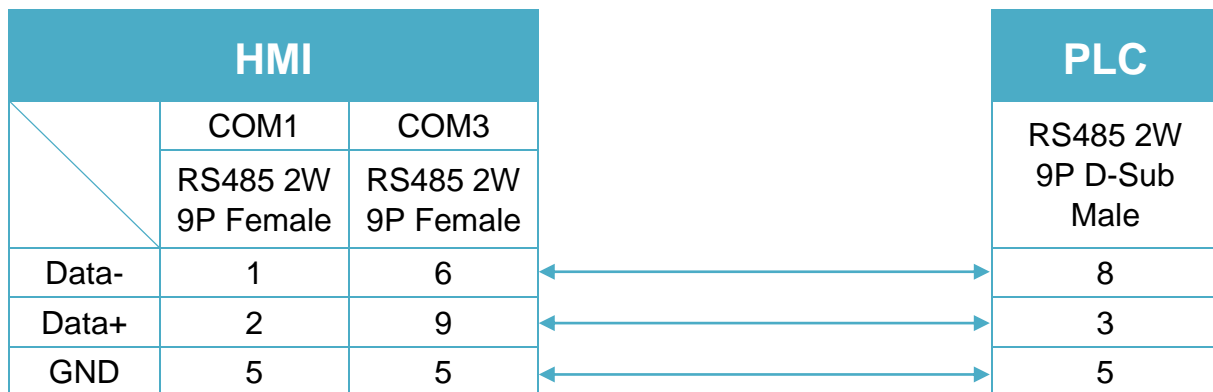 HMI
PLC
COM1 COM3
RS485 2W
9P D-Sub
Male
RS485 2W RS485 2W
9P Female 9P Female
Data- 1 6 8
Data+ 2 9 3
GND 5 5 5